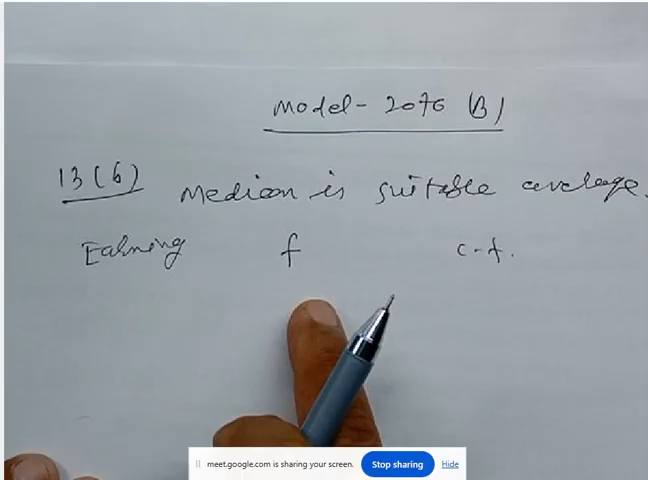 Model - 2076 (B)
13(b) Median is suitable average.
Earning f c.f.
meet.google.com is sharing your screen. Stop sharing Hide